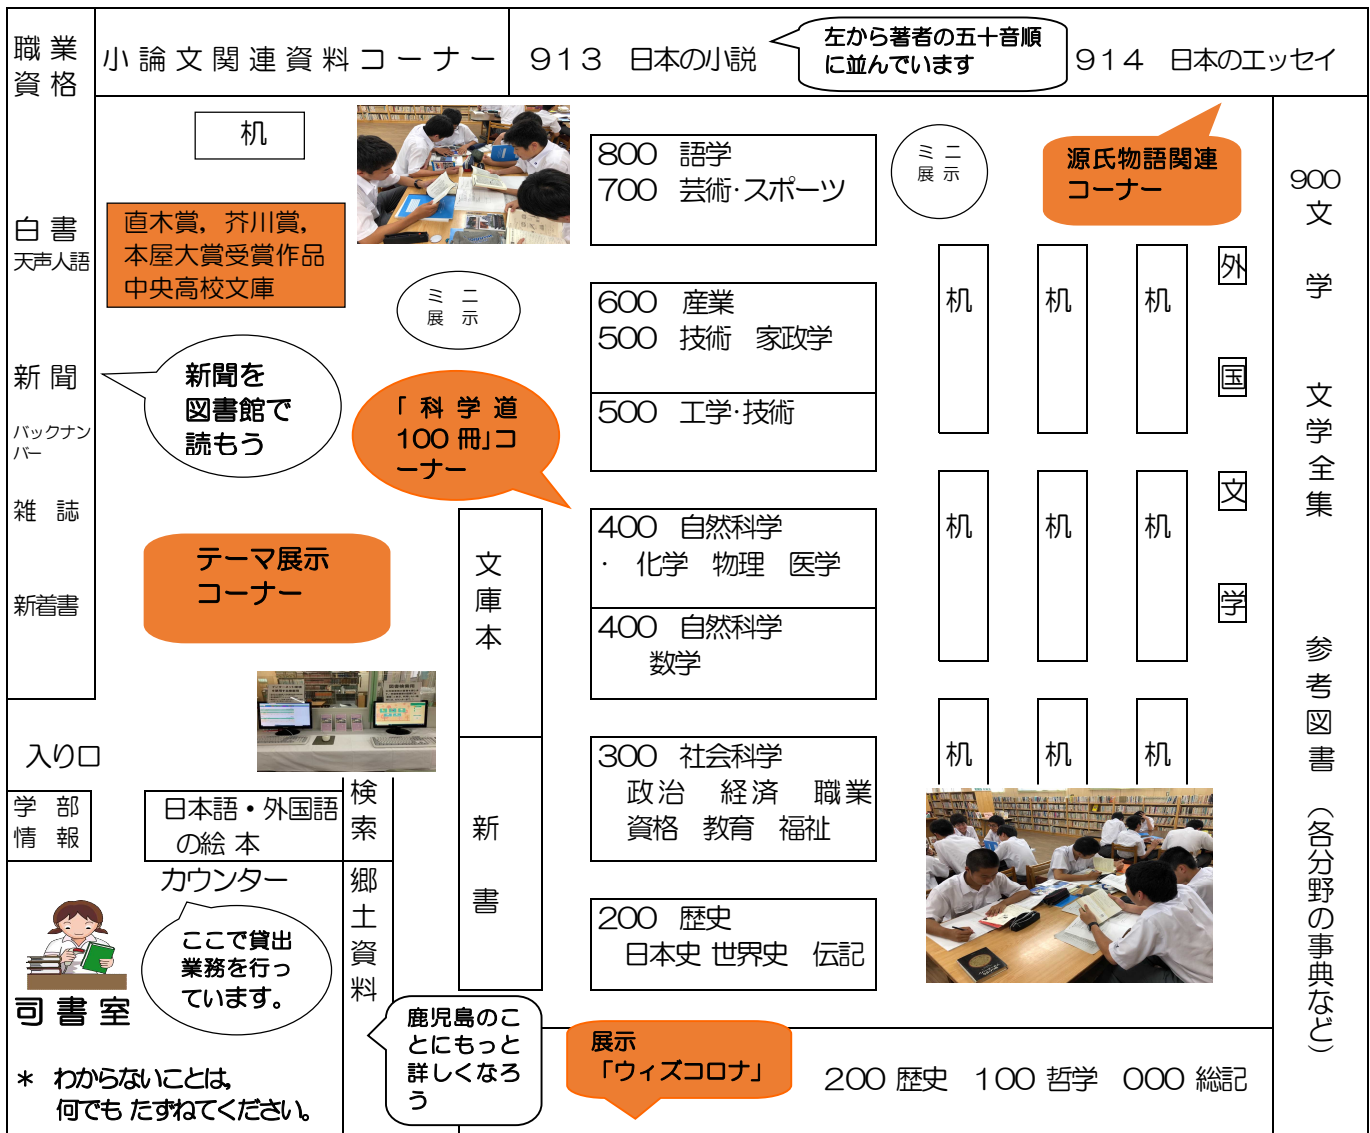 職 業
資 格
小 論 文 関 連 資 料 コ ー ナ ー
913 日本の小説
左から著者の五十音順
に並んでいます
914 日本のエッセイ
机
800 語学
700 芸術・スポーツ
ミ ニ
展 示
源氏物語関連
コーナー
900
文
学
文
学
全
集
参
考
図
書
（各分野の事典など）
白 書
天声人語
直木賞，芥川賞，
本屋大賞受賞作品
中央高校文庫
ミ ニ
展 示
600 産業
500 技術 家政学
500 工学・技術
机
机
机
外
国
文
学
新 聞
バックナン
バー
新聞を
図書館で
読もう
「 科 学 道
100 冊」コ
ーナー
雑 誌
新着書
テーマ展示
コーナー
文
庫
本
400 自然科学
・ 化学 物理 医学
400 自然科学
数学
机
机
机
入り口
学 部
情 報
日本語・外国語
の絵 本
検
索
新
書
300 社会科学
政治 経済 職業
資格 教育 福祉
机
机
机
カウンター
ここで貸出
業務を行っ
ています。
司 書 室
郷
土
資
料
200 歴史
日本史 世界史 伝記
鹿児島のこ
とにもっと
詳しくなろ
う
展示
「ウィズコロナ」
200 歴史 100 哲学 000 総記
＊ わからないことは，
何でも たずねてください。